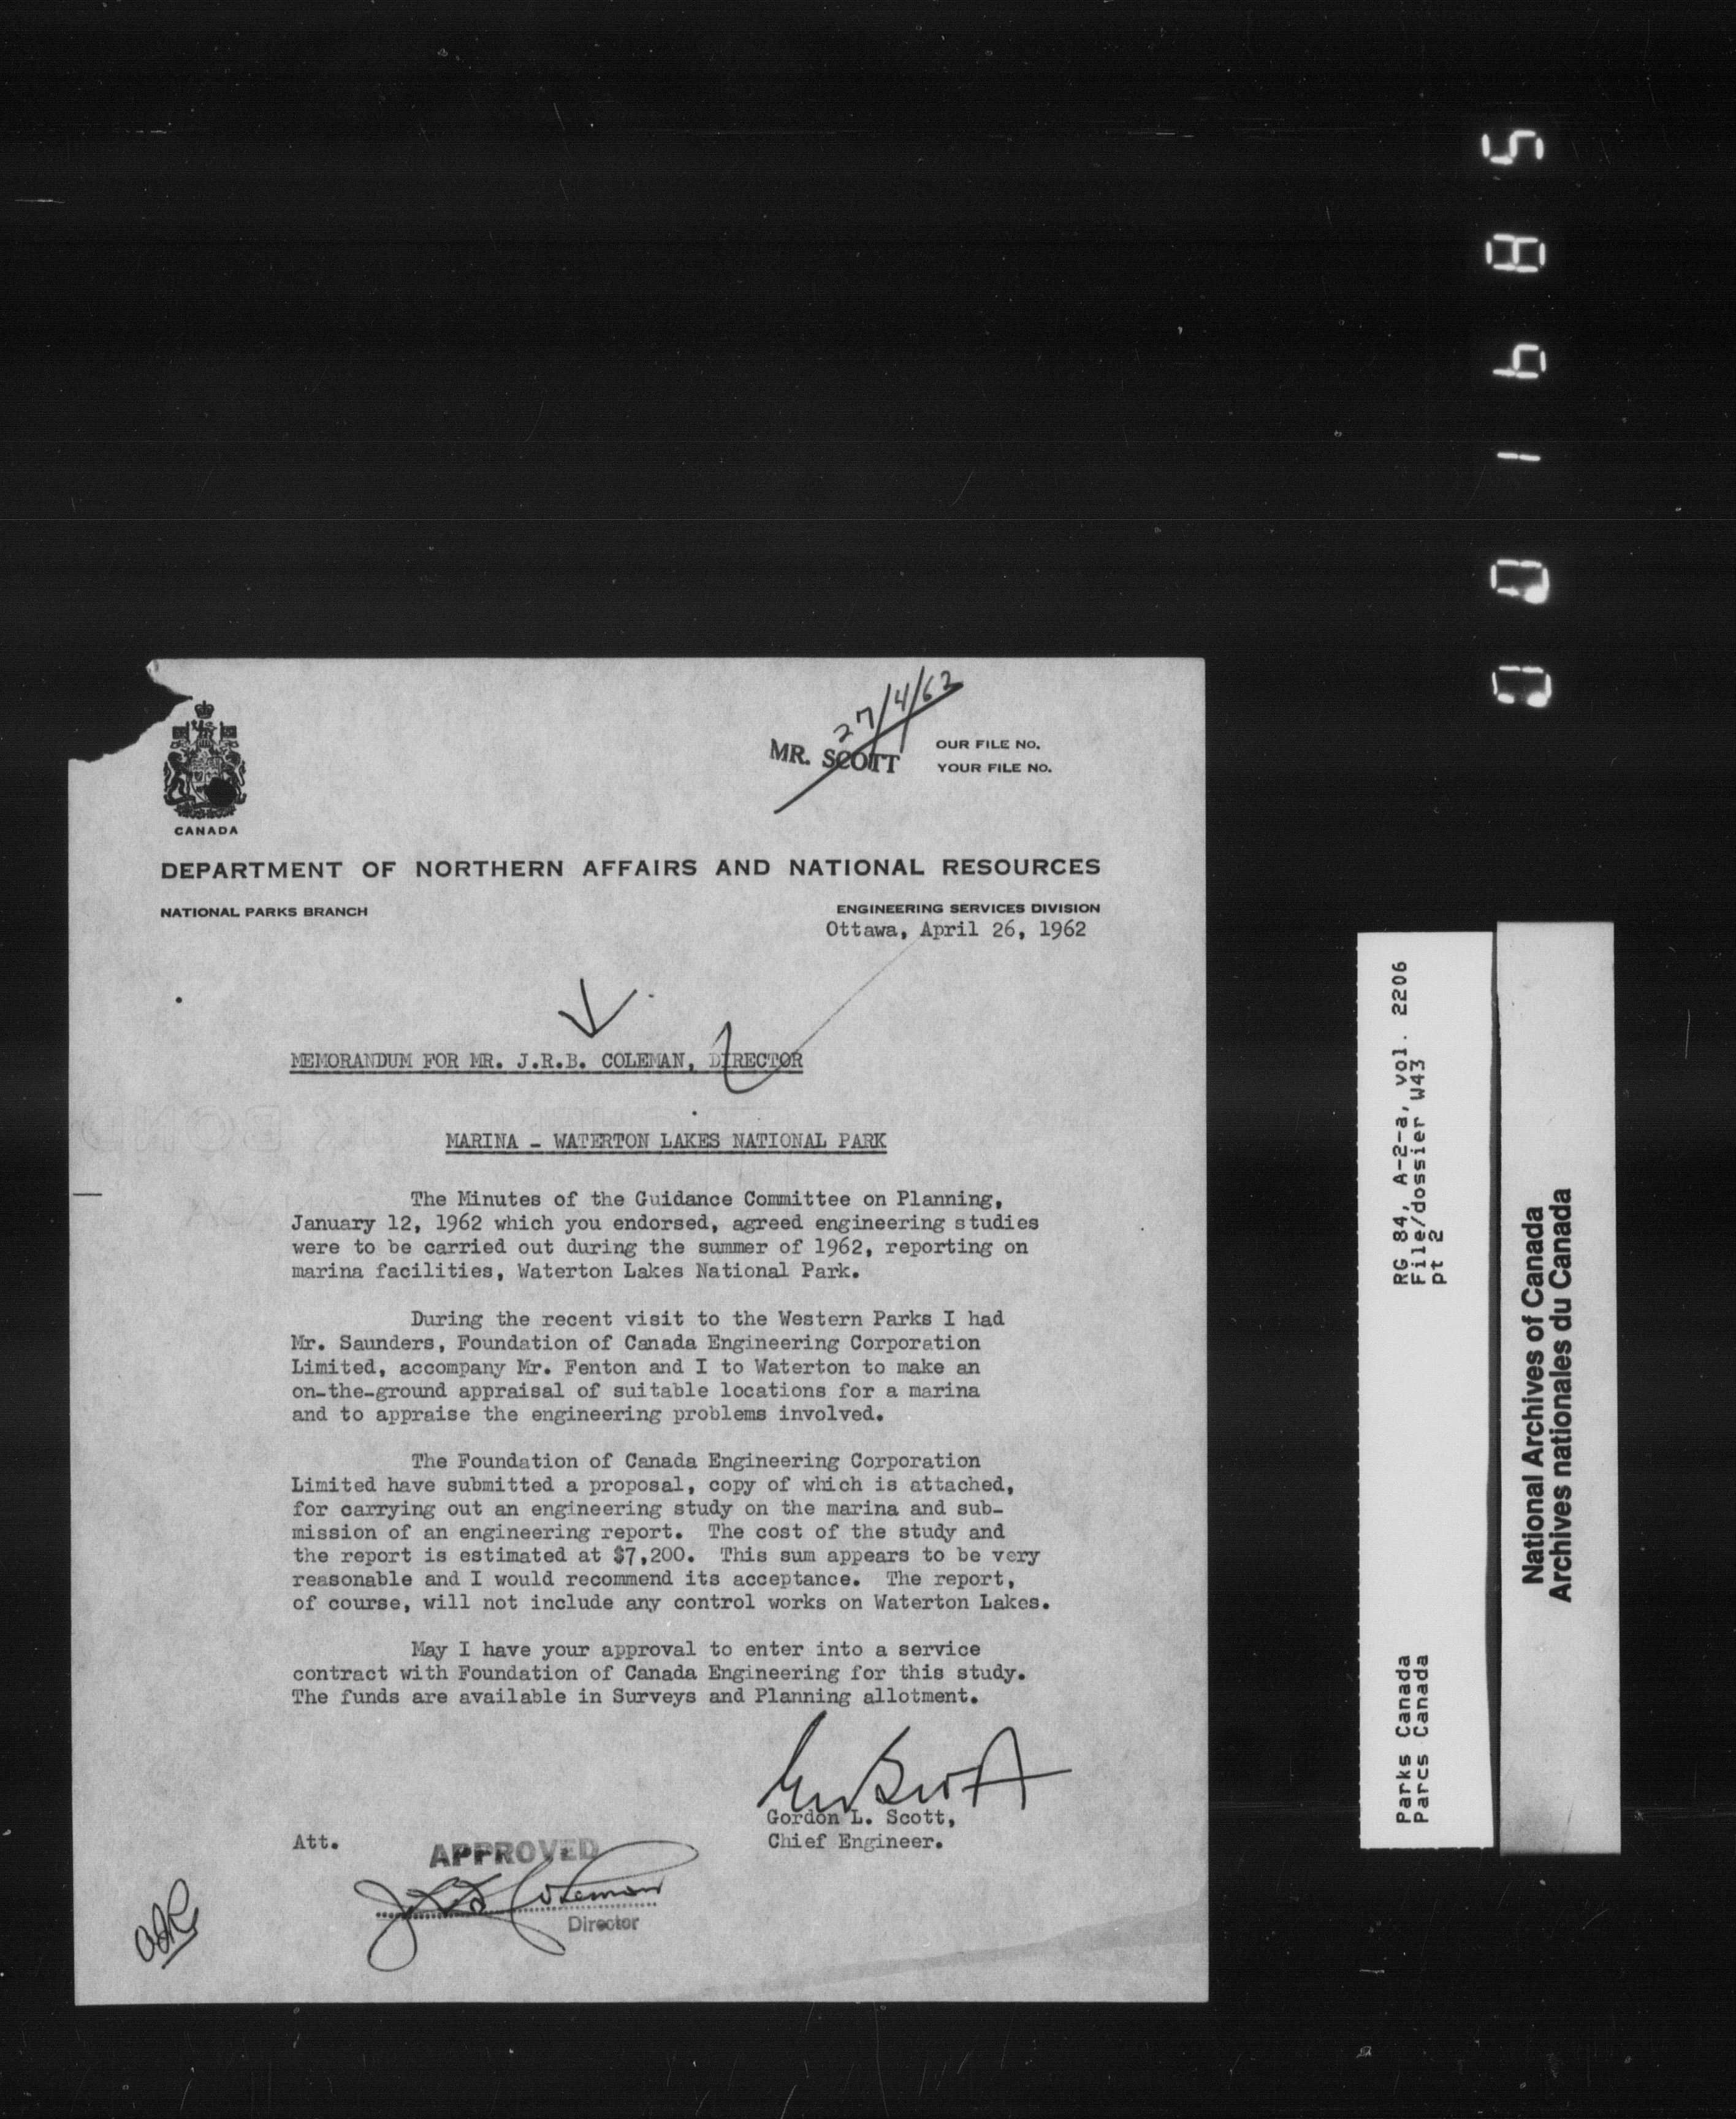 27/4/62
MR. SCOTT
OUR FILE NO.
YOUR FILE NO.
CANADA
DEPARTMENT OF NORTHERN AFFAIRS AND NATIONAL RESOURCES
NATIONAL PARKS BRANCH
ENGINEERING SERVICES DIVISION
Ottawa, April 26, 1962
MEMORANDUM FOR MR. J.R.B. COLEMAN, DIRECTOR
MARINA - WATERTON LAKES NATIONAL PARK
The Minutes of the Guidance Committee on Planning,
January 12, 1962 which you endorsed, agreed engineering studies
were to be carried out during the summer of 1962, reporting on
marina facilities, Waterton Lakes National Park.
During the recent visit to the Western Parks I had
Mr. Saunders, Foundation of Canada Engineering Corporation
Limited, accompany Mr. Fenton and I to Waterton to make an
on-the-ground appraisal of suitable locations for a marina
and to appraise the engineering problems involved.
The Foundation of Canada Engineering Corporation
Limited have submitted a proposal, copy of which is attached,
for carrying out an engineering study on the marina and sub-
mission of an engineering report. The cost of the study and
the report is estimated at $7,200. This sum appears to be very
reasonable and I would recommend its acceptance. The report,
of course, will not include any control works on Waterton Lakes.
May I have your approval to enter into a service
contract with Foundation of Canada Engineering for this study.
The funds are available in Surveys and Planning allotment.
Gordon L. Scott,
Chief Engineer.
Att.
APPROVED
J.R.B. Coleman
Director
RG 84, A-2-a, vol. 2206
File/dossier W43
pt 2
Parks Canada
Parcs Canada
National Archives of Canada
Archives nationales du Canada